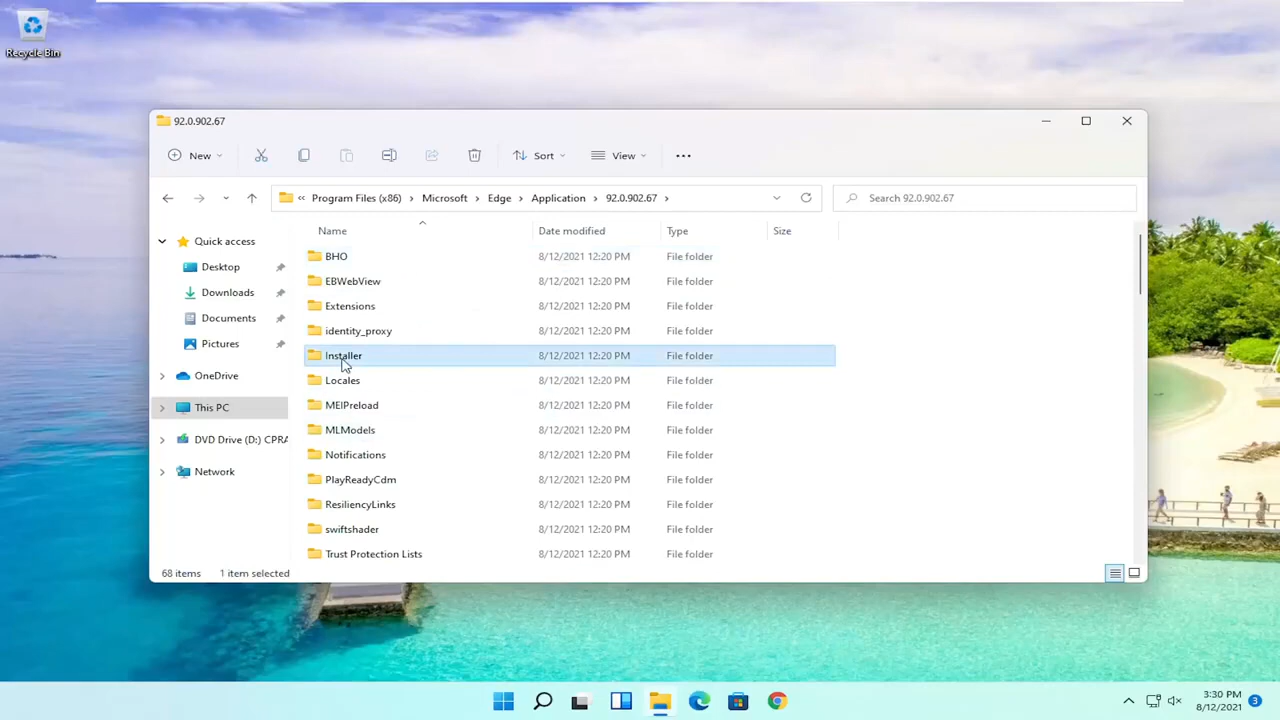 Recycle Bin
92.0.902.67
New
Sort
View
Program Files (x86) > Microsoft > Edge > Application > 92.0.902.67 >
Search 92.0.902.67
Name Date modified Type Size
Quick access
Desktop
Downloads
Documents
Pictures
OneDrive
This PC
DVD Drive (D:) CPRA
Network
BHO 8/12/2021 12:20 PM File folder
EBWebView 8/12/2021 12:20 PM File folder
Extensions 8/12/2021 12:20 PM File folder
identity_proxy 8/12/2021 12:20 PM File folder
Installer 8/12/2021 12:20 PM File folder
Locales 8/12/2021 12:20 PM File folder
MEIPreload 8/12/2021 12:20 PM File folder
MLModels 8/12/2021 12:20 PM File folder
Notifications 8/12/2021 12:20 PM File folder
PlayReadyCdm 8/12/2021 12:20 PM File folder
ResiliencyLinks 8/12/2021 12:20 PM File folder
swiftshader 8/12/2021 12:20 PM File folder
Trust Protection Lists 8/12/2021 12:20 PM File folder
68 items 1 item selected
3:30 PM
8/12/2021
3